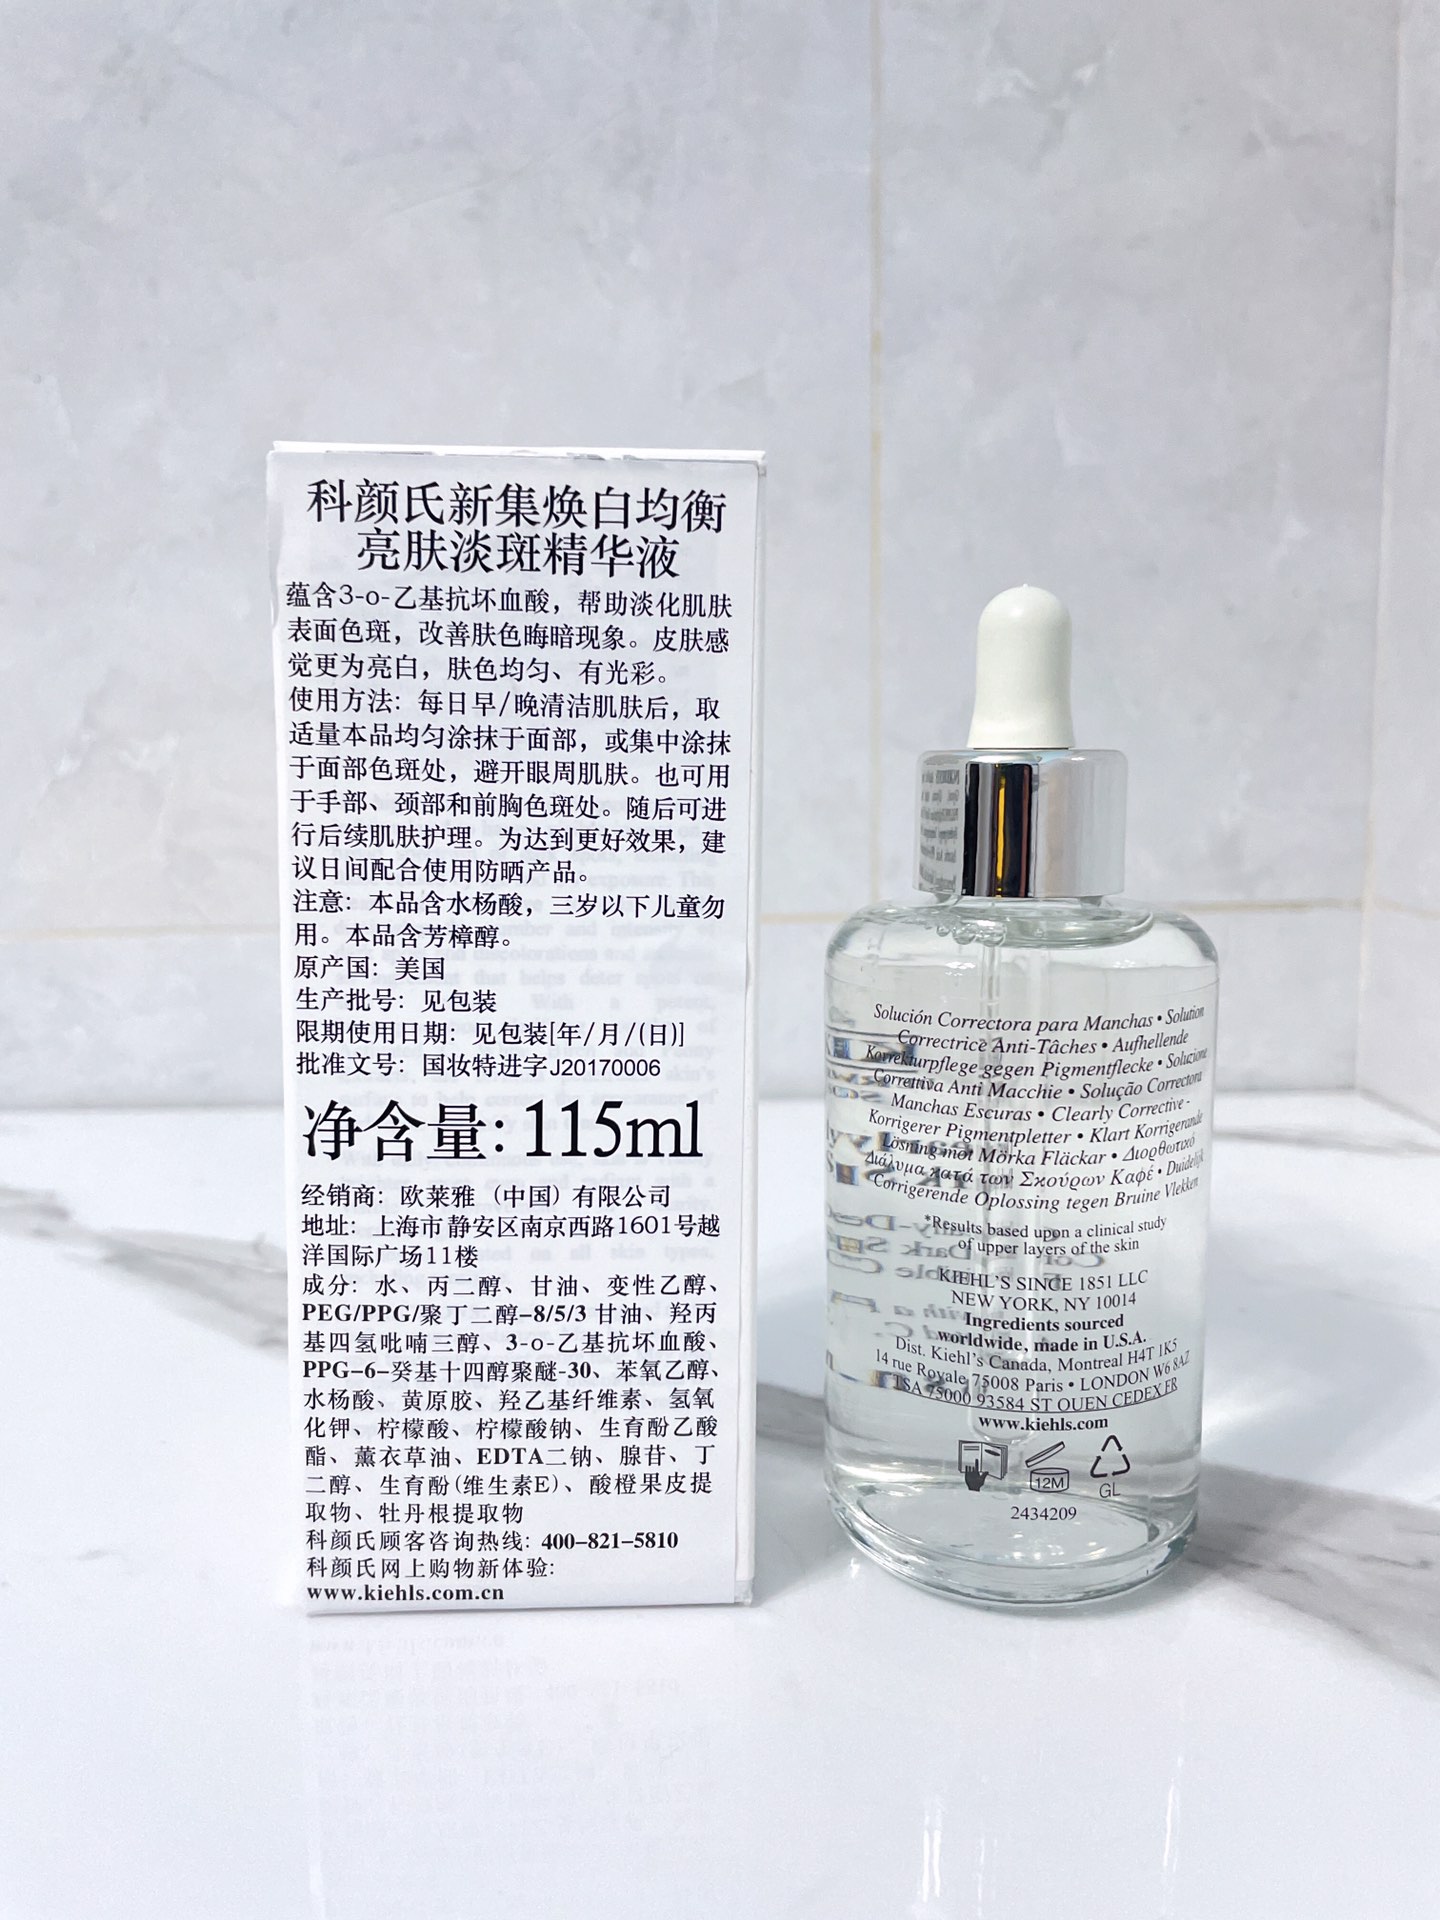 科颜氏新集焕白均衡
亮肤淡斑精华液
蕴含3-o-乙基抗坏血酸，帮助淡化肌肤
表面色斑，改善肤色晦暗现象。皮肤感
觉更为亮白，肤色均匀、有光彩。
使用方法：每日早/晚清洁肌肤后，取
适量本品均匀涂抹于面部，或集中涂抹
于面部色斑处，避开眼周肌肤。也可用
于手部、颈部和前胸色斑处。随后可进
行后续肌肤护理。为达到更好效果，建
议日间配合使用防晒产品。
注意：本品含水杨酸，三岁以下儿童勿
用。本品含芳樟醇。
原产国：美国
生产批号：见包装
限期使用日期：见包装[年/月/(日)]
批准文号：国妆特进字J20170006
净含量：115ml
经销商：欧莱雅（中国）有限公司
地址：上海市静安区南京西路1601号越
洋国际广场11楼
成分：水、丙二醇、甘油、变性乙醇、
PEG/PPG/聚丁二醇-8/5/3 甘油、羟丙
基四氢吡喃三醇、3-o-乙基抗坏血酸、
PPG-6-癸基十四醇聚醚-30、苯氧乙醇、
水杨酸、黄原胶、羟乙基纤维素、氢氧
化钾、柠檬酸、柠檬酸钠、生育酚乙酸
酯、薰衣草油、EDTA二钠、腺苷、丁
二醇、生育酚(维生素E)、酸橙果皮提
取物、牡丹根提取物
科颜氏顾客咨询热线：400-821-5810
科颜氏网上购物新体验：
www.kiehls.com.cn
Solución Correctora para Manchas • Solution
Correctrice Anti-Tâches • Aufhellende
Korrekturpflege gegen Pigmentflecke • Soluzione
Correttiva Anti Macchie • Solução Correctora
Manchas Escuras • Clearly Corrective -
Korrigerer Pigmentpletter • Klart Korrigerande
Lösning mot Mörka Fläckar • Διορθωτικό
Διάλυμα κατά των Σκούρων Καφέ • Duidelijk
Corrigerende Oplossing tegen Bruine Vlekken
*Results based upon a clinical study
of upper layers of the skin
KIEHL'S SINCE 1851 LLC
NEW YORK, NY 10014
Ingredients sourced
worldwide, made in U.S.A.
Dist. Kiehl's Canada, Montreal H4T 1K5
14 rue Royale 75008 Paris • LONDON W6 8AZ
TSA 75000 93584 ST OUEN CEDEX FR
www.kiehls.com
12M
GL
2434209